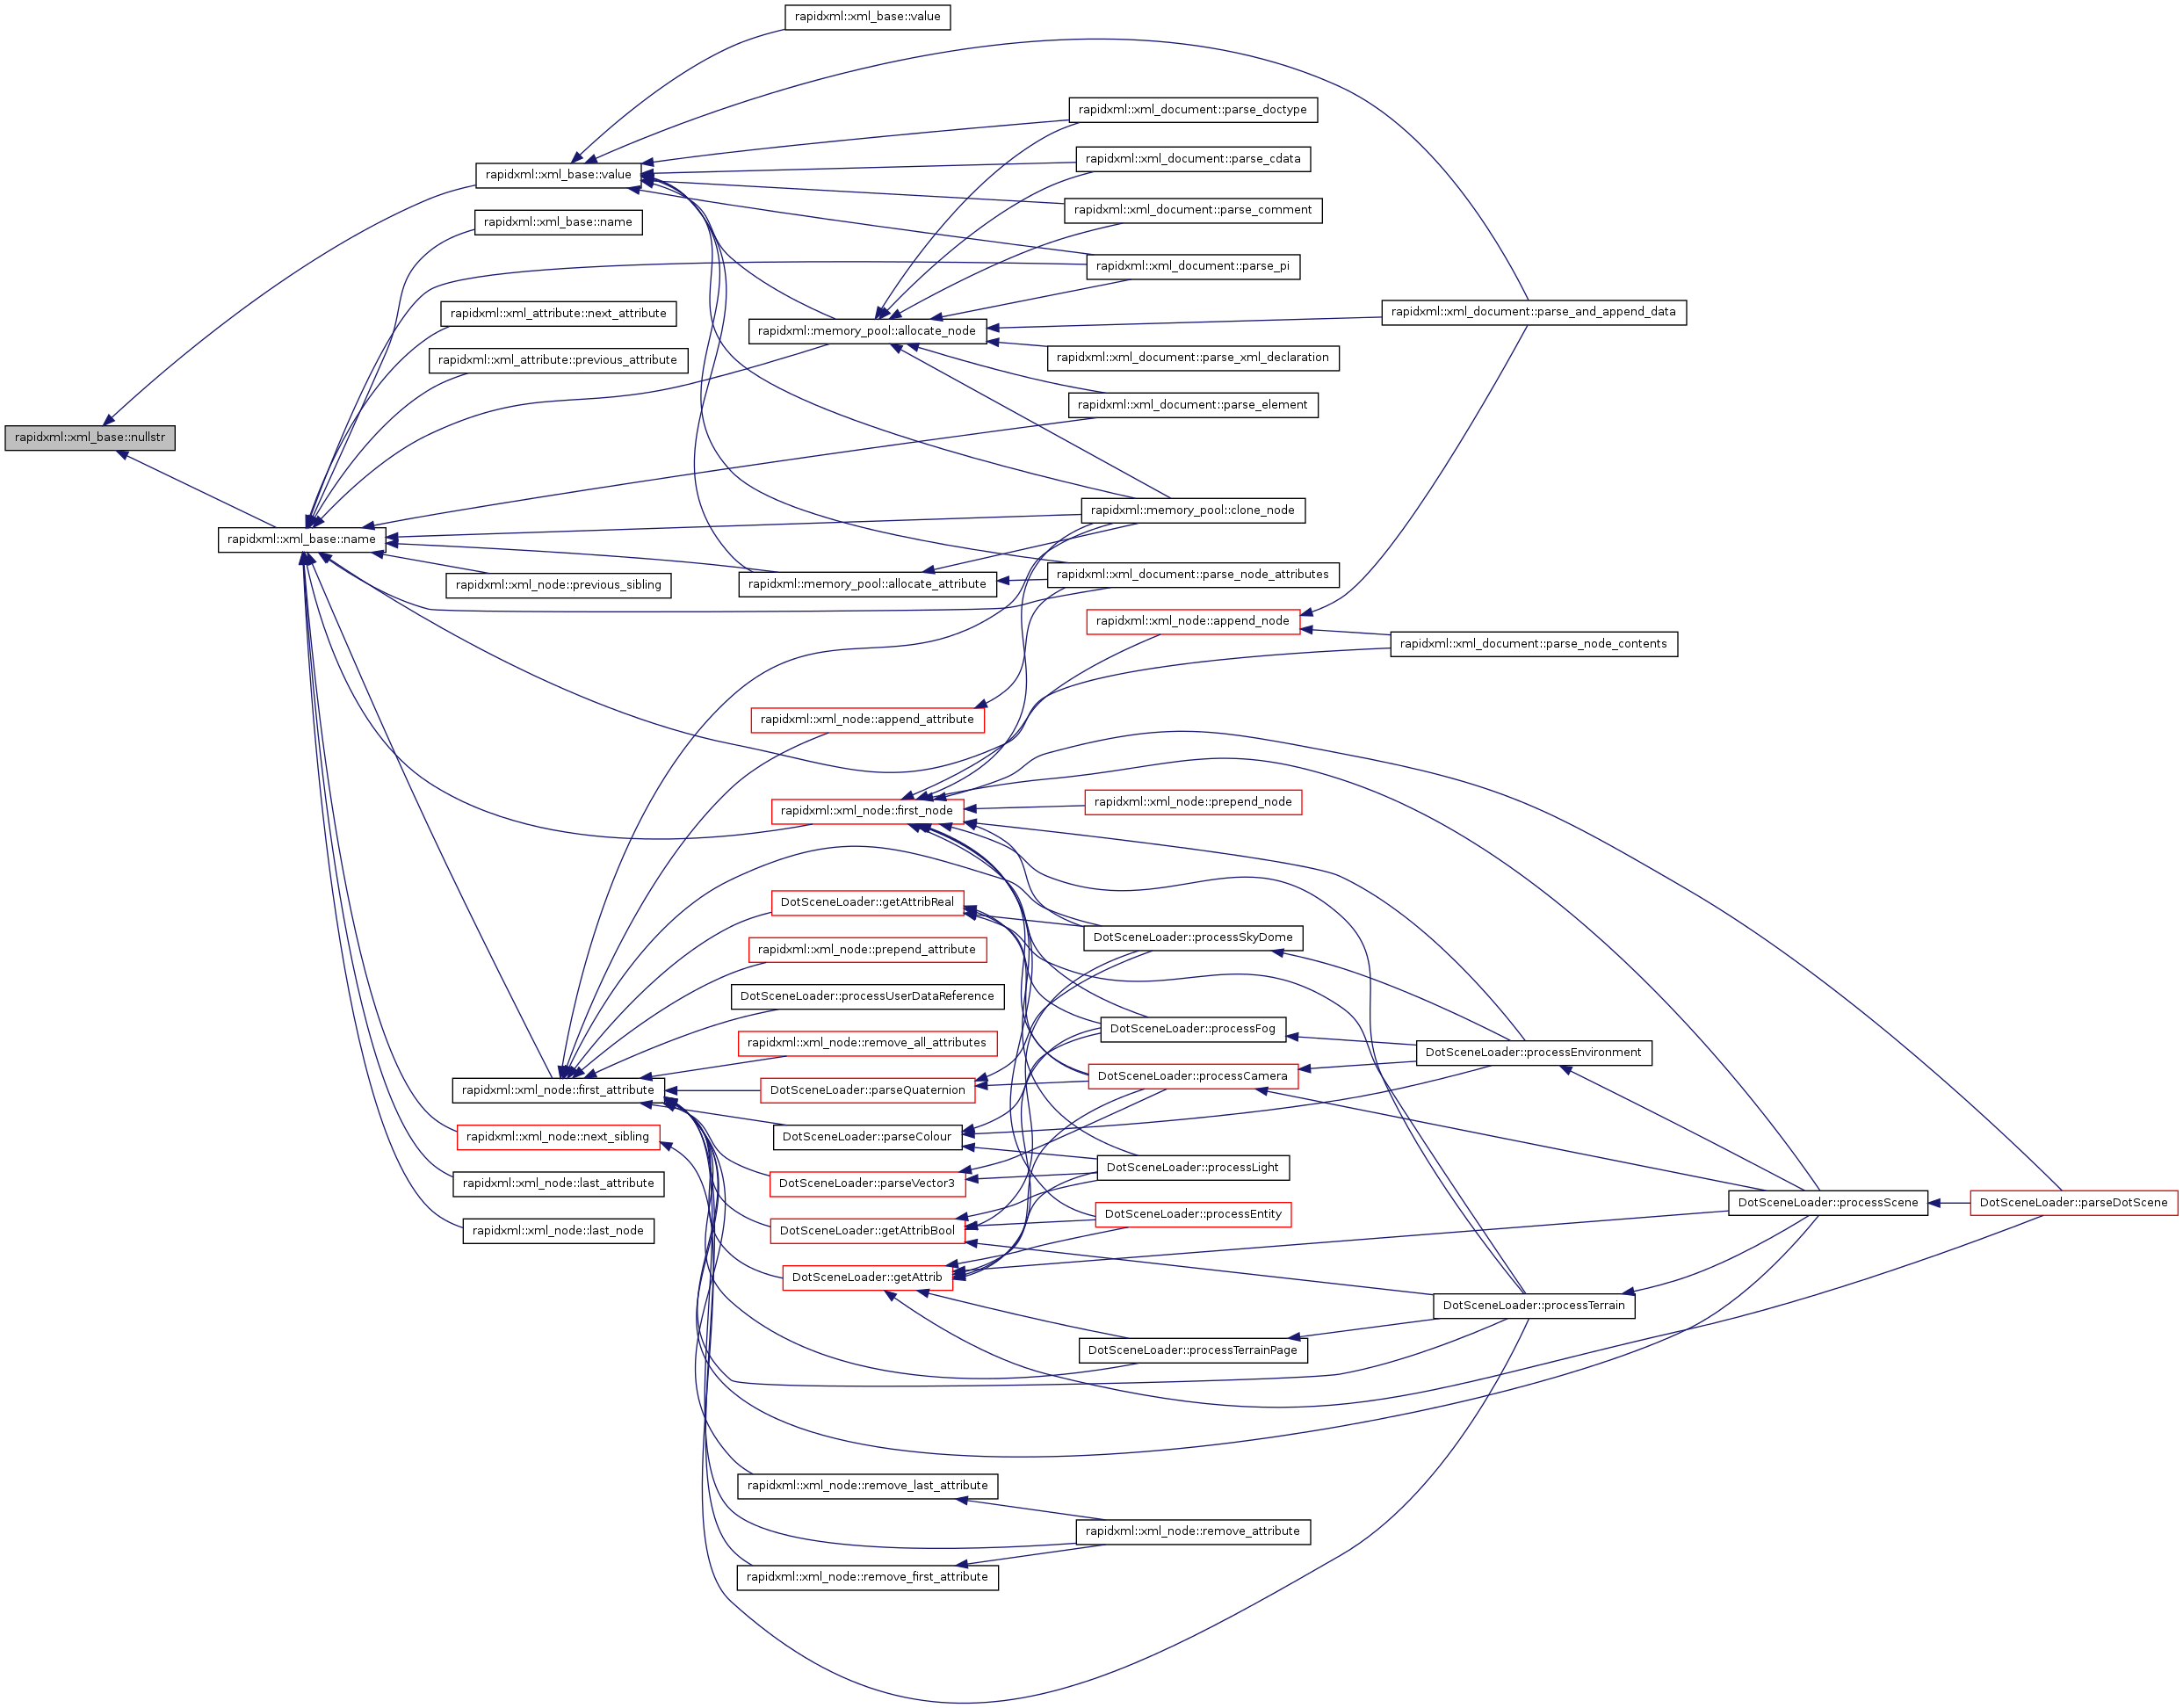 rapidxml::xml_base::value
rapidxml::xml_document::parse_doctype
rapidxml::xml_document::parse_cdata
rapidxml::xml_base::value
rapidxml::xml_document::parse_comment
rapidxml::xml_base::name
rapidxml::xml_document::parse_pi
rapidxml::xml_attribute::next_attribute
rapidxml::xml_document::parse_and_append_data
rapidxml::memory_pool::allocate_node
rapidxml::xml_document::parse_xml_declaration
rapidxml::xml_attribute::previous_attribute
rapidxml::xml_document::parse_element
rapidxml::xml_base::nullstr
rapidxml::memory_pool::clone_node
rapidxml::xml_base::name
rapidxml::xml_document::parse_node_attributes
rapidxml::xml_node::previous_sibling
rapidxml::memory_pool::allocate_attribute
rapidxml::xml_node::append_node
rapidxml::xml_document::parse_node_contents
rapidxml::xml_node::append_attribute
rapidxml::xml_node::prepend_node
rapidxml::xml_node::first_node
DotSceneLoader::getAttribReal
DotSceneLoader::processSkyDome
rapidxml::xml_node::prepend_attribute
DotSceneLoader::processUserDataReference
DotSceneLoader::processFog
rapidxml::xml_node::remove_all_attributes
DotSceneLoader::processEnvironment
DotSceneLoader::processCamera
rapidxml::xml_node::first_attribute
DotSceneLoader::parseQuaternion
rapidxml::xml_node::next_sibling
DotSceneLoader::parseColour
DotSceneLoader::processLight
rapidxml::xml_node::last_attribute
DotSceneLoader::parseVector3
DotSceneLoader::processScene
DotSceneLoader::parseDotScene
DotSceneLoader::processEntity
rapidxml::xml_node::last_node
DotSceneLoader::getAttribBool
DotSceneLoader::getAttrib
DotSceneLoader::processTerrain
DotSceneLoader::processTerrainPage
rapidxml::xml_node::remove_last_attribute
rapidxml::xml_node::remove_attribute
rapidxml::xml_node::remove_first_attribute